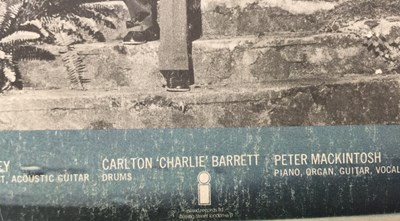 EY CARLTON 'CHARLIE' BARRETT PETER MACKINTOSH
T, ACOUSTIC GUITAR DRUMS PIANO, ORGAN, GUITAR, VOCAL